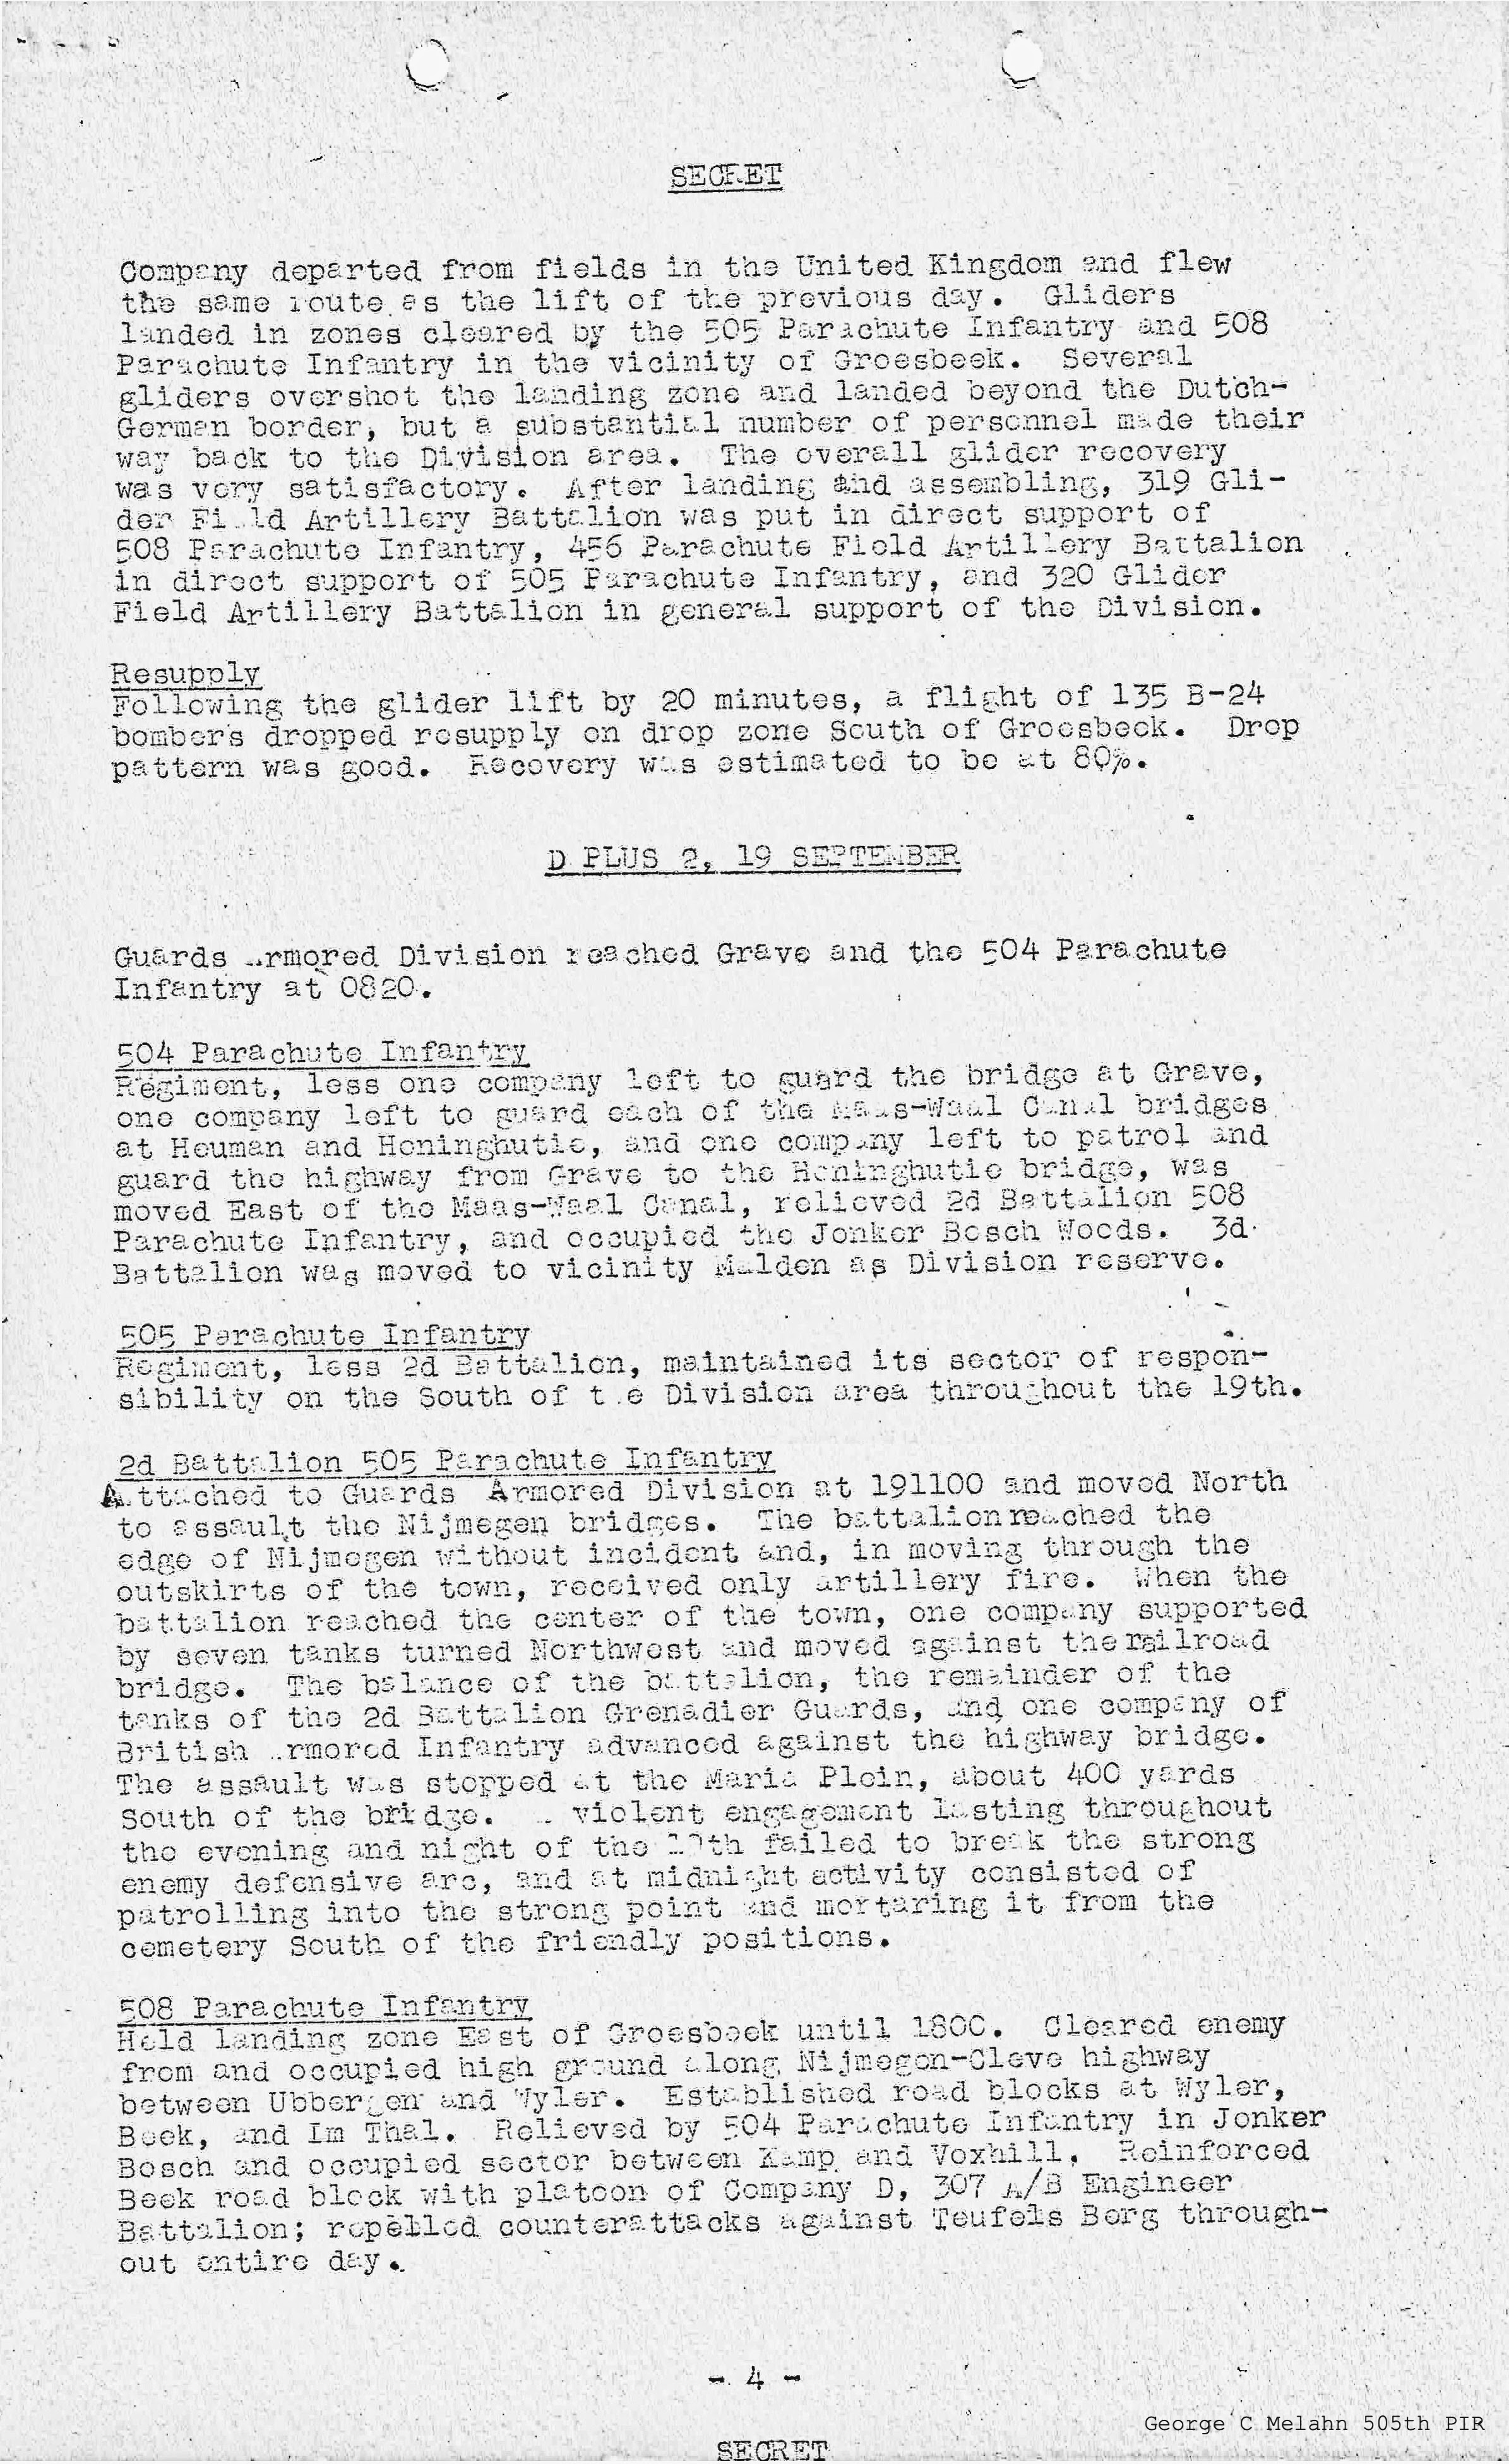 SECRET
Company departed from fields in the United Kingdom and flew
the same route as the lift of the previous day. Gliders
landed in zones cleared by the 505 Parachute Infantry and 508
Parachute Infantry in the vicinity of Groesbeek. Several
gliders overshot the landing zone and landed beyond the Dutch-
German border, but a substantial number of personnel made their
way back to the Division area. The overall glider recovery
was very satisfactory. After landing and assembling, 319 Gli-
der Field Artillery Battalion was put in direct support of
508 Parachute Infantry, 456 Parachute Field Artillery Battalion
in direct support of 505 Parachute Infantry, and 320 Glider
Field Artillery Battalion in general support of the Division.
Resupply
Following the glider lift by 20 minutes, a flight of 135 B-24
bombers dropped resupply on drop zone South of Groesbeek. Drop
pattern was good. Recovery was estimated to be at 80%.
D PLUS 2, 19 SEPTEMBER
Guards Armored Division reached Grave and the 504 Parachute
Infantry at 0820.
504 Parachute Infantry
Regiment, less one company left to guard the bridge at Grave,
one company left to guard each of the Maas-Waal Canal bridges
at Heuman and Honinghutie, and one company left to patrol and
guard the highway from Grave to the Honinghutie bridge, was
moved East of the Maas-Waal Canal, relieved 2d Battalion 508
Parachute Infantry, and occupied the Jonker Bosch Woods. 3d
Battalion was moved to vicinity Malden as Division reserve.
505 Parachute Infantry
Regiment, less 2d Battalion, maintained its sector of respon-
sibility on the South of the Division area throughout the 19th.
2d Battalion 505 Parachute Infantry
Attached to Guards Armored Division at 191100 and moved North
to assault the Nijmegen bridges. The battalion reached the
edge of Nijmegen without incident and, in moving through the
outskirts of the town, received only artillery fire. When the
battalion reached the center of the town, one company supported
by seven tanks turned Northwest and moved against the railroad
bridge. The balance of the battalion, the remainder of the
tanks of the 2d Battalion Grenadier Guards, and one company of
British Armored Infantry advanced against the highway bridge.
The assault was stopped at the Maria Plein, about 400 yards
South of the bridge. A violent engagement lasting throughout
the evening and night of the 19th failed to break the strong
enemy defensive arc, and at midnight activity consisted of
patrolling into the strong point and mortaring it from the
cemetery South of the friendly positions.
508 Parachute Infantry
Held landing zone East of Groesbeek until 1800. Cleared enemy
from and occupied high ground along Nijmegen-Cleve highway
between Ubbergen and Wyler. Established road blocks at Wyler,
Beek, and Im Thal. Relieved by 504 Parachute Infantry in Jonker
Bosch and occupied sector between Kamp and Voxhill. Reinforced
Beek road block with platoon of Company D, 307 A/B Engineer
Battalion; repelled counterattacks against Teufels Berg through-
out entire day.
- 4 -
George C Melahn 505th PIR
SECRET